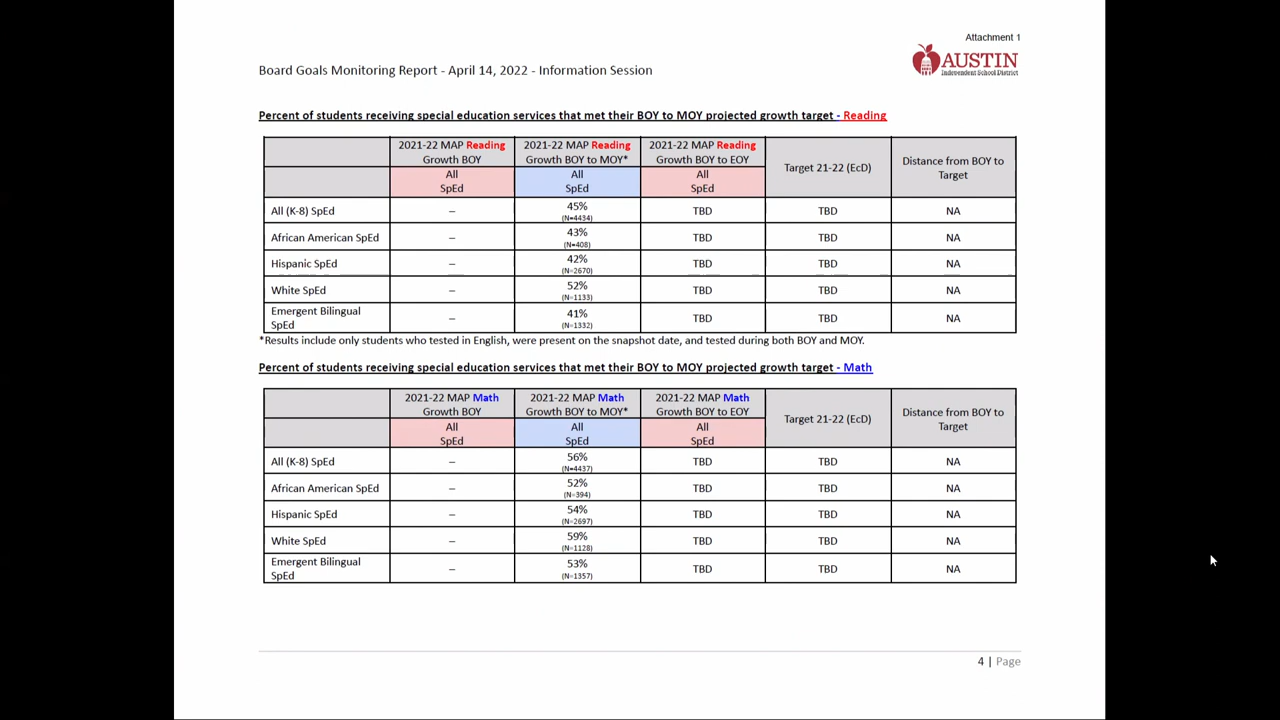 Attachment 1
AUSTIN
Independent School District
Board Goals Monitoring Report - April 14, 2022 - Information Session
Percent of students receiving special education services that met their BOY to MOY projected growth target - Reading
2021-22 MAP Reading Growth BOY 2021-22 MAP Reading Growth BOY to MOY* 2021-22 MAP Reading Growth BOY to EOY Target 21-22 (EcD) Distance from BOY to Target
All SpEd All SpEd All SpEd
All (K-8) SpEd – 45% (N=4434) TBD TBD NA
African American SpEd – 43% (N=408) TBD TBD NA
Hispanic SpEd – 42% (N=2670) TBD TBD NA
White SpEd – 52% (N=1133) TBD TBD NA
Emergent Bilingual SpEd – 41% (N=1332) TBD TBD NA
*Results include only students who tested in English, were present on the snapshot date, and tested during both BOY and MOY.
Percent of students receiving special education services that met their BOY to MOY projected growth target - Math
2021-22 MAP Math Growth BOY 2021-22 MAP Math Growth BOY to MOY* 2021-22 MAP Math Growth BOY to EOY Target 21-22 (EcD) Distance from BOY to Target
All SpEd All SpEd All SpEd
All (K-8) SpEd – 56% (N=4437) TBD TBD NA
African American SpEd – 52% (N=394) TBD TBD NA
Hispanic SpEd – 54% (N=2697) TBD TBD NA
White SpEd – 59% (N=1128) TBD TBD NA
Emergent Bilingual SpEd – 53% (N=1357) TBD TBD NA
4 | Page